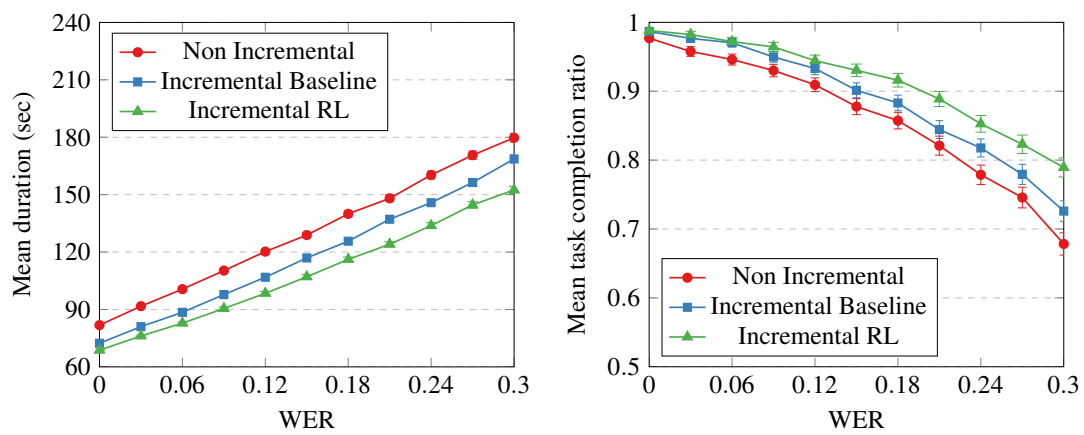 240
210
180
150
120
90
60
Mean duration (sec)
Non Incremental
Incremental Baseline
Incremental RL
0 0.06 0.12 0.18 0.24 0.3
WER
1
0.9
0.8
0.7
0.6
0.5
Mean task completion ratio
Non Incremental
Incremental Baseline
Incremental RL
0 0.06 0.12 0.18 0.24 0.3
WER